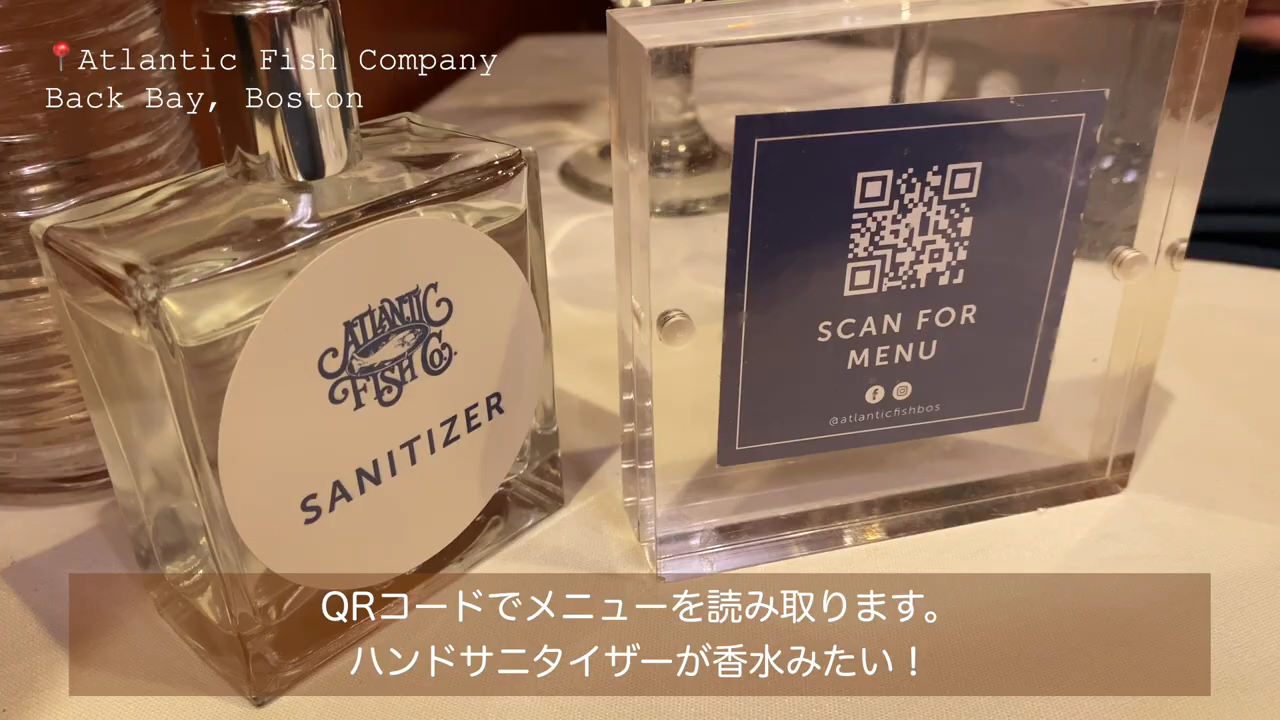 📍Atlantic Fish Company
Back Bay, Boston
ATLANTIC
FISH Co.
SANITIZER
SCAN FOR
MENU
@atlanticfishbos
QRコードでメニューを読み取ります。
ハンドサニタイザーが香水みたい！